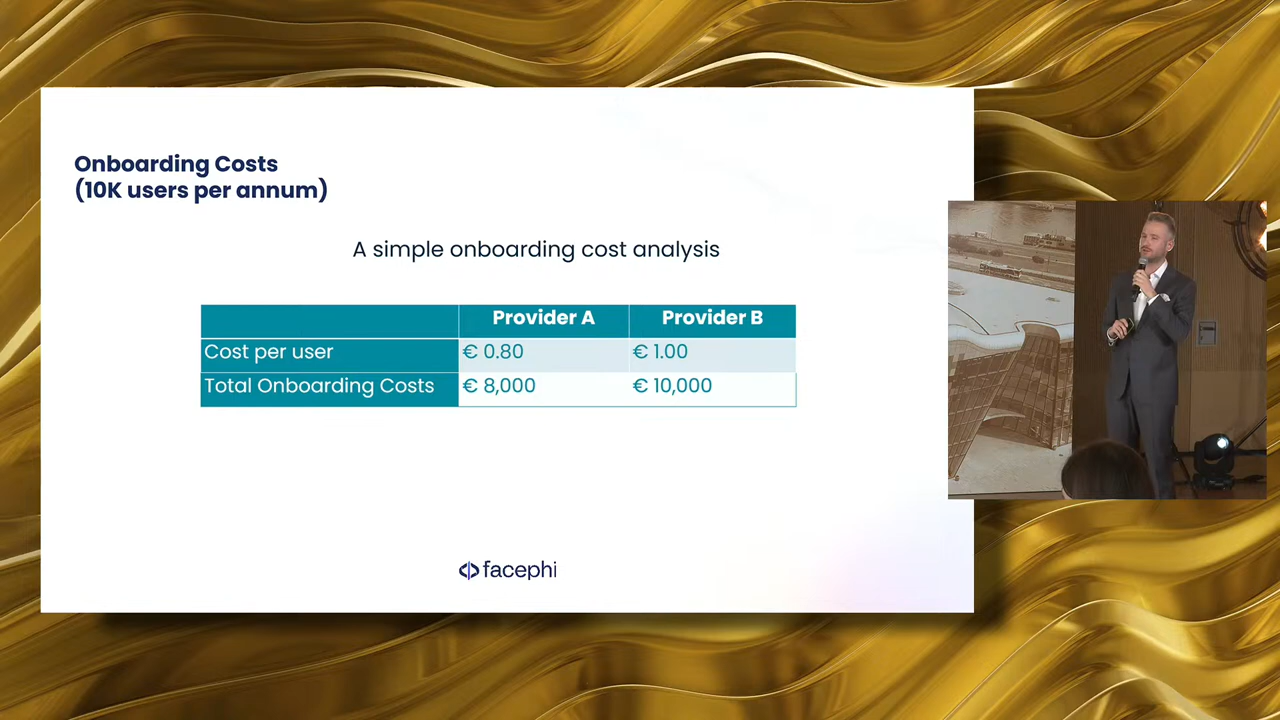 Onboarding Costs
(10K users per annum)
A simple onboarding cost analysis
Provider A Provider B
Cost per user € 0.80 € 1.00
Total Onboarding Costs € 8,000 € 10,000
facephi